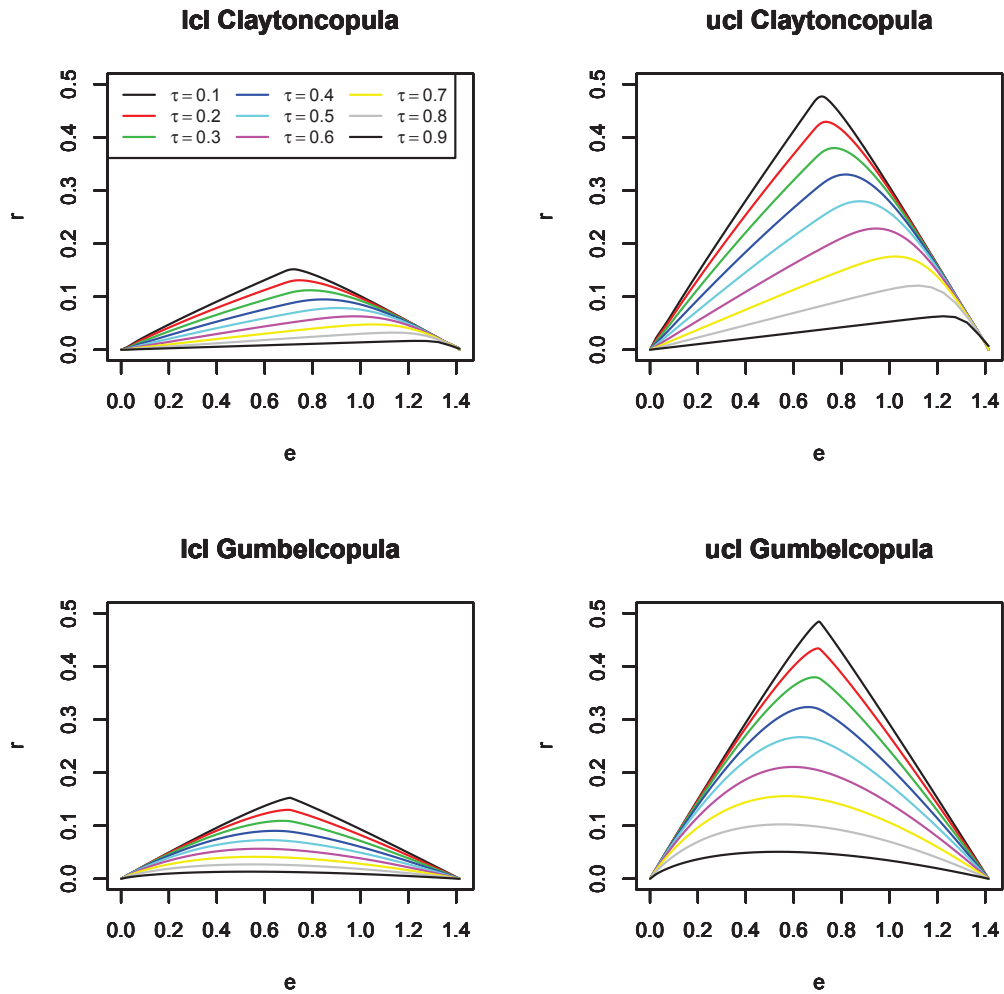 lcl Claytoncopula
ucl Claytoncopula
0.5
0.4
0.3
0.2
0.1
0.0
r
τ = 0.1 τ = 0.4 τ = 0.7
τ = 0.2 τ = 0.5 τ = 0.8
τ = 0.3 τ = 0.6 τ = 0.9
0.0 0.2 0.4 0.6 0.8 1.0 1.2 1.4
e
0.5
0.4
0.3
0.2
0.1
0.0
r
0.0 0.2 0.4 0.6 0.8 1.0 1.2 1.4
e
lcl Gumbelcopula
ucl Gumbelcopula
0.5
0.4
0.3
0.2
0.1
0.0
r
0.0 0.2 0.4 0.6 0.8 1.0 1.2 1.4
e
0.5
0.4
0.3
0.2
0.1
0.0
r
0.0 0.2 0.4 0.6 0.8 1.0 1.2 1.4
e